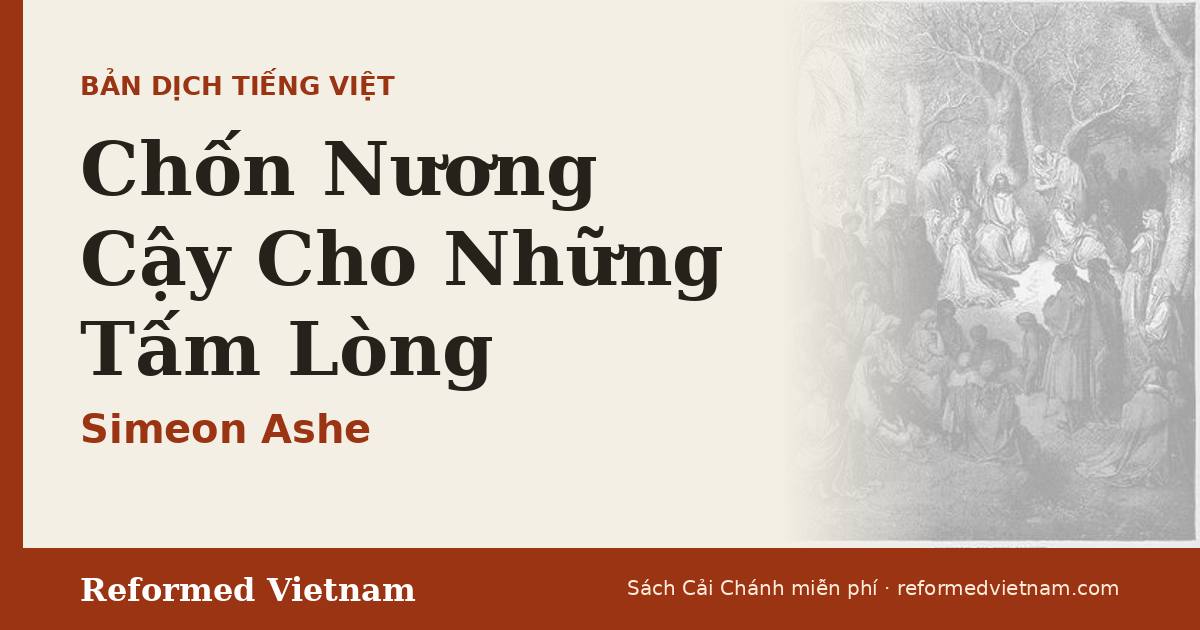 BẢN DỊCH TIẾNG VIỆT
Chốn Nương
Cậy Cho Những
Tấm Lòng
Simeon Ashe
Reformed Vietnam
Sách Cải Chánh miễn phí · reformedvietnam.com